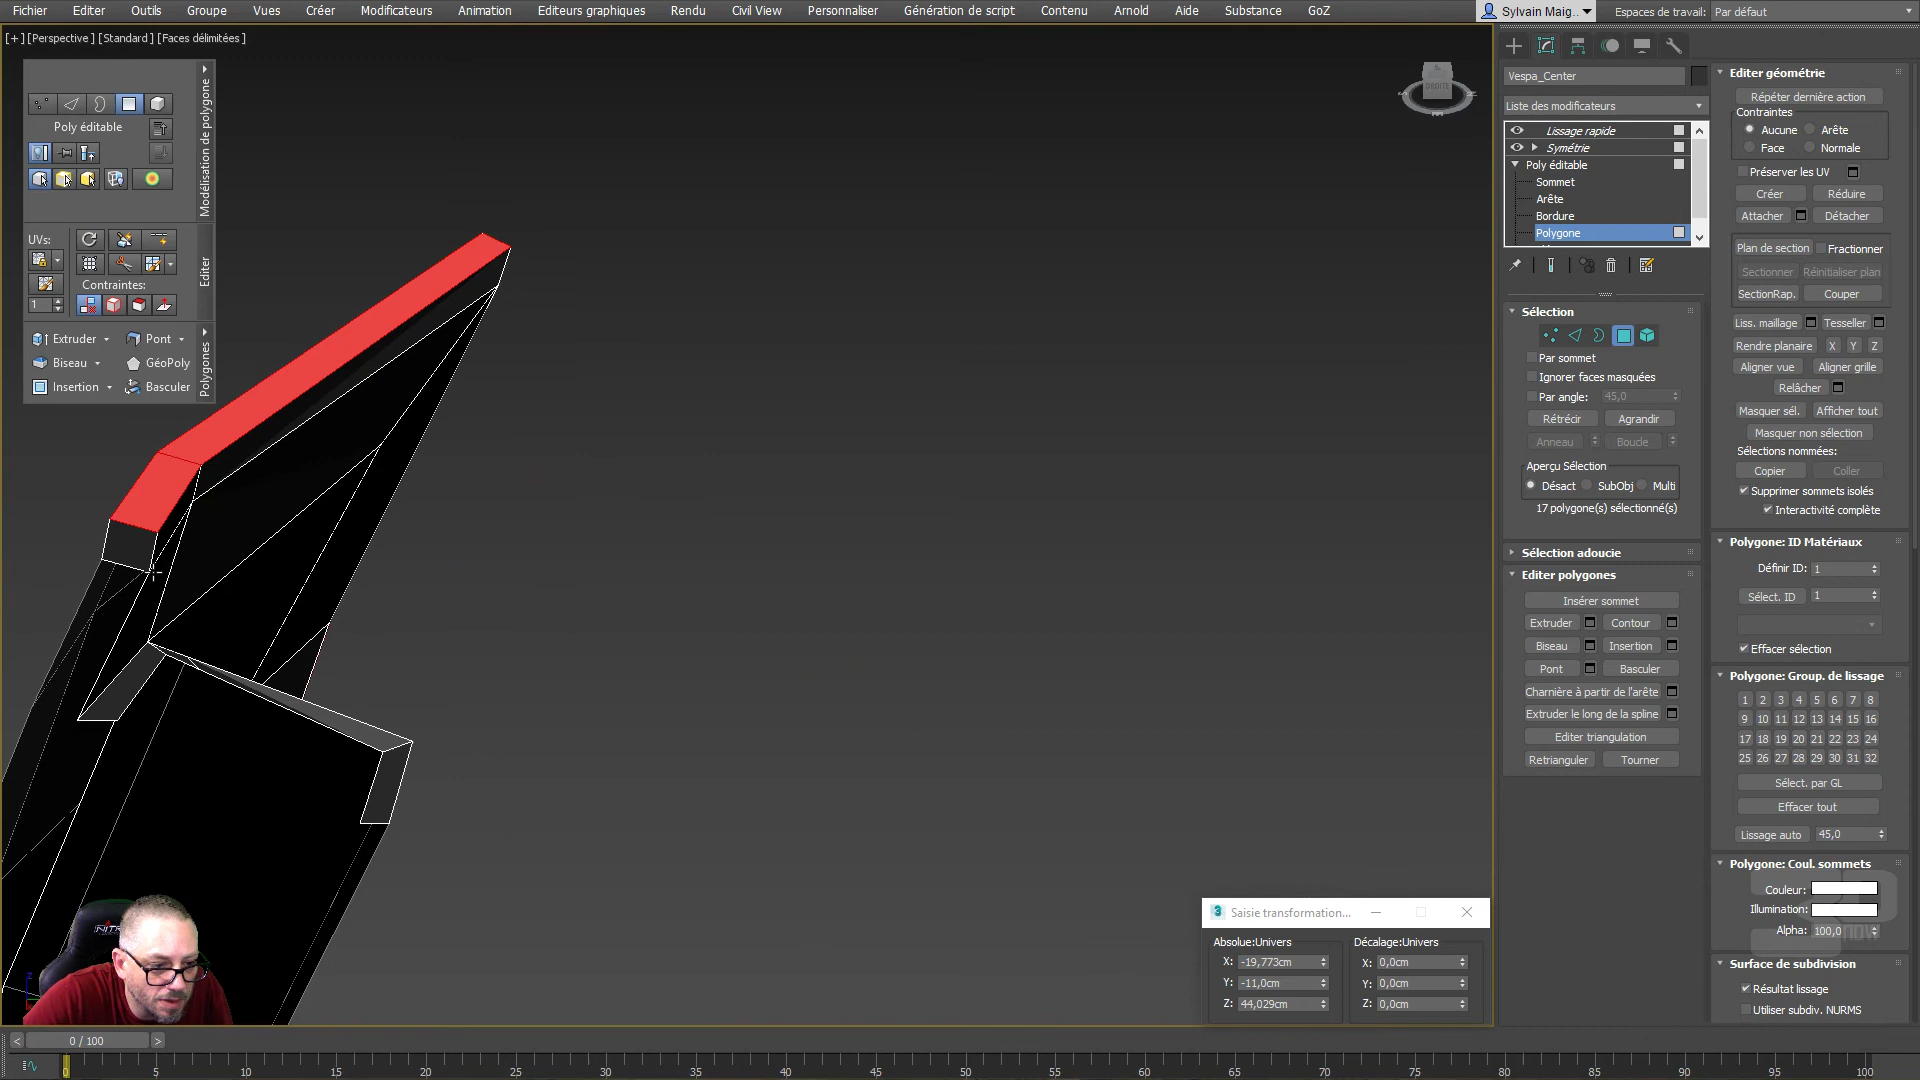 Fichier Editer Outils Groupe Vues Créer Modificateurs Animation Editeurs graphiques Rendu Civil View Personnaliser Génération de script Contenu Arnold Aide Substance GoZ Sylvain Maig... Espaces de travail: Par défaut
[+] [Perspective] [Standard] [Faces délimitées]
Modélisation de polygone
Poly éditable
UVs:
Contraintes:
1
Editer
Extruder Pont
Biseau GéoPoly
Insertion Basculer
Polygones
DROITE
Vespa_Center
Liste des modificateurs
Lissage rapide
Symétrie
Poly éditable
Sommet
Arête
Bordure
Polygone
Sélection
Par sommet
Ignorer faces masquées
Par angle: 45,0
Rétrécir Agrandir
Anneau Boucle
Aperçu Sélection
Désact SubObj Multi
17 polygone(s) sélectionné(s)
Sélection adoucie
Editer polygones
Insérer sommet
Extruder Contour
Biseau Insertion
Pont Basculer
Charnière à partir de l'arête
Extruder le long de la spline
Editer triangulation
Retrianguler Tourner
Editer géométrie
Répéter dernière action
Contraintes
Aucune Arête
Face Normale
Préserver les UV
Créer Réduire
Attacher Détacher
Plan de section Fractionner
Sectionner Réinitialiser plan
SectionRap. Couper
Liss. maillage Tesseller
Rendre planaire X Y Z
Aligner vue Aligner grille
Relâcher
Masquer sél. Afficher tout
Masquer non sélection
Sélections nommées:
Copier Coller
Supprimer sommets isolés
Interactivité complète
Polygone: ID Matériaux
Définir ID: 1
Sélect. ID 1
Effacer sélection
Polygone: Group. de lissage
1 2 3 4 5 6 7 8
9 10 11 12 13 14 15 16
17 18 19 20 21 22 23 24
25 26 27 28 29 30 31 32
Sélect. par GL
Effacer tout
Lissage auto 45,0
Polygone: Coul. sommets
Couleur:
Illumination:
Alpha: 100,0
Surface de subdivision
Résultat lissage
Utiliser subdiv. NURMS
3 Saisie transformation...
Absolue:Univers Décalage:Univers
X: -19,773cm X: 0,0cm
Y: -11,0cm Y: 0,0cm
Z: 44,029cm Z: 0,0cm
NITRO
< 0 / 100 >
0 5 10 15 20 25 30 35 40 45 50 55 60 65 70 75 80 85 90 95 100